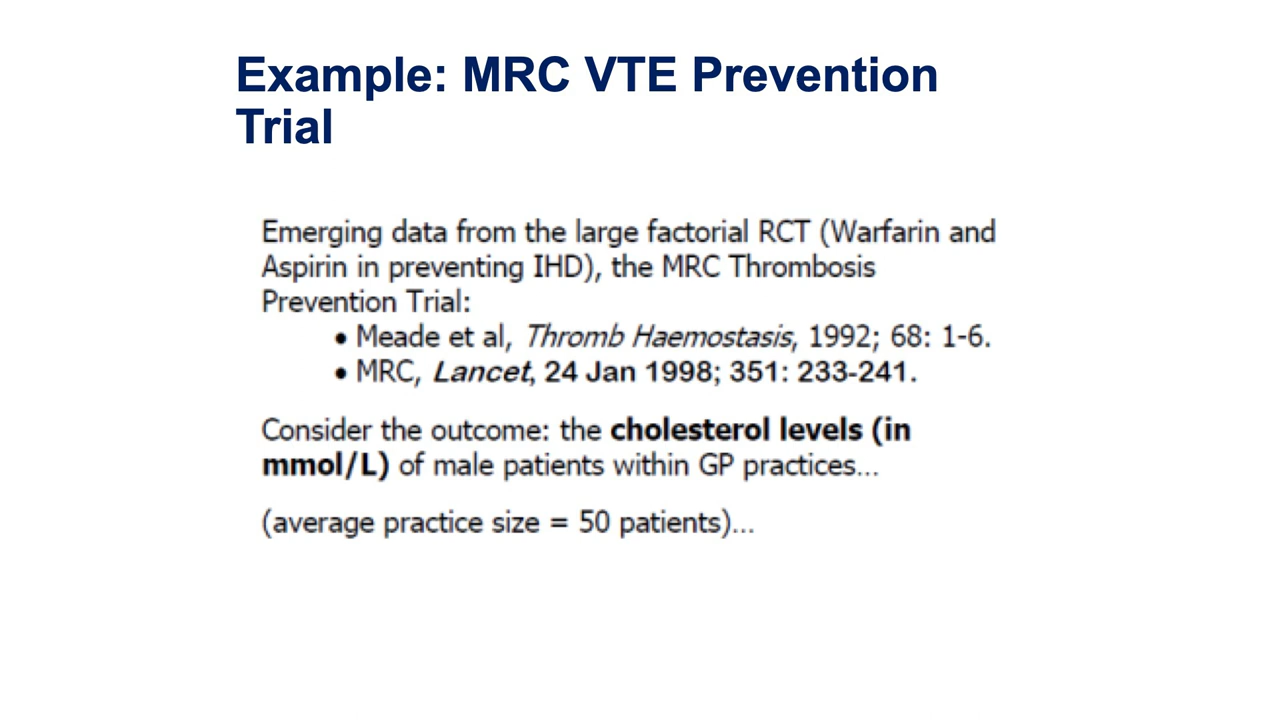 Example: MRC VTE Prevention
Trial
Emerging data from the large factorial RCT (Warfarin and
Aspirin in preventing IHD), the MRC Thrombosis
Prevention Trial:
• Meade et al, Thromb Haemostasis, 1992; 68: 1-6.
• MRC, Lancet, 24 Jan 1998; 351: 233-241.
Consider the outcome: the cholesterol levels (in
mmol/L) of male patients within GP practices...
(average practice size = 50 patients)...